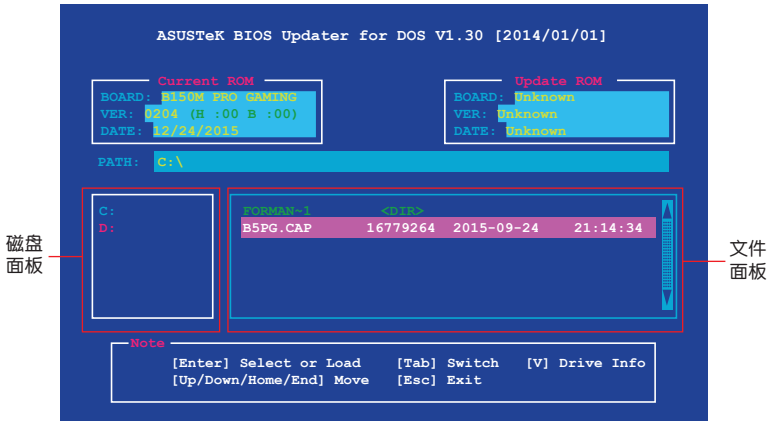 ASUSTeK BIOS Updater for DOS V1.30 [2014/01/01]
Current ROM
BOARD: B150M PRO GAMING
VER: 0204 (H :00 B :00)
DATE: 12/24/2015
Update ROM
BOARD: Unknown
VER: Unknown
DATE: Unknown
PATH: C:\
C:
D:
FORMAN~1 <DIR>
B5PG.CAP 16779264 2015-09-24 21:14:34
磁盘
面板
文件
面板
Note
[Enter] Select or Load [Tab] Switch [V] Drive Info
[Up/Down/Home/End] Move [Esc] Exit